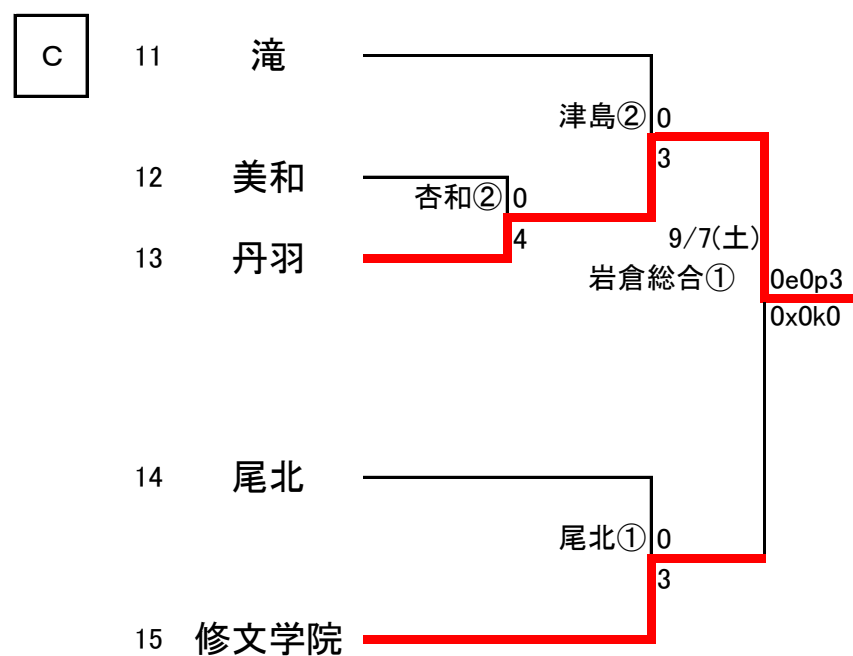 C
11 滝
津島② 0
3
12 美和
杏和② 0
4
13 丹羽
9/7(土)
岩倉総合① 0e0p3
0x0k0
14 尾北
尾北① 0
3
15 修文学院